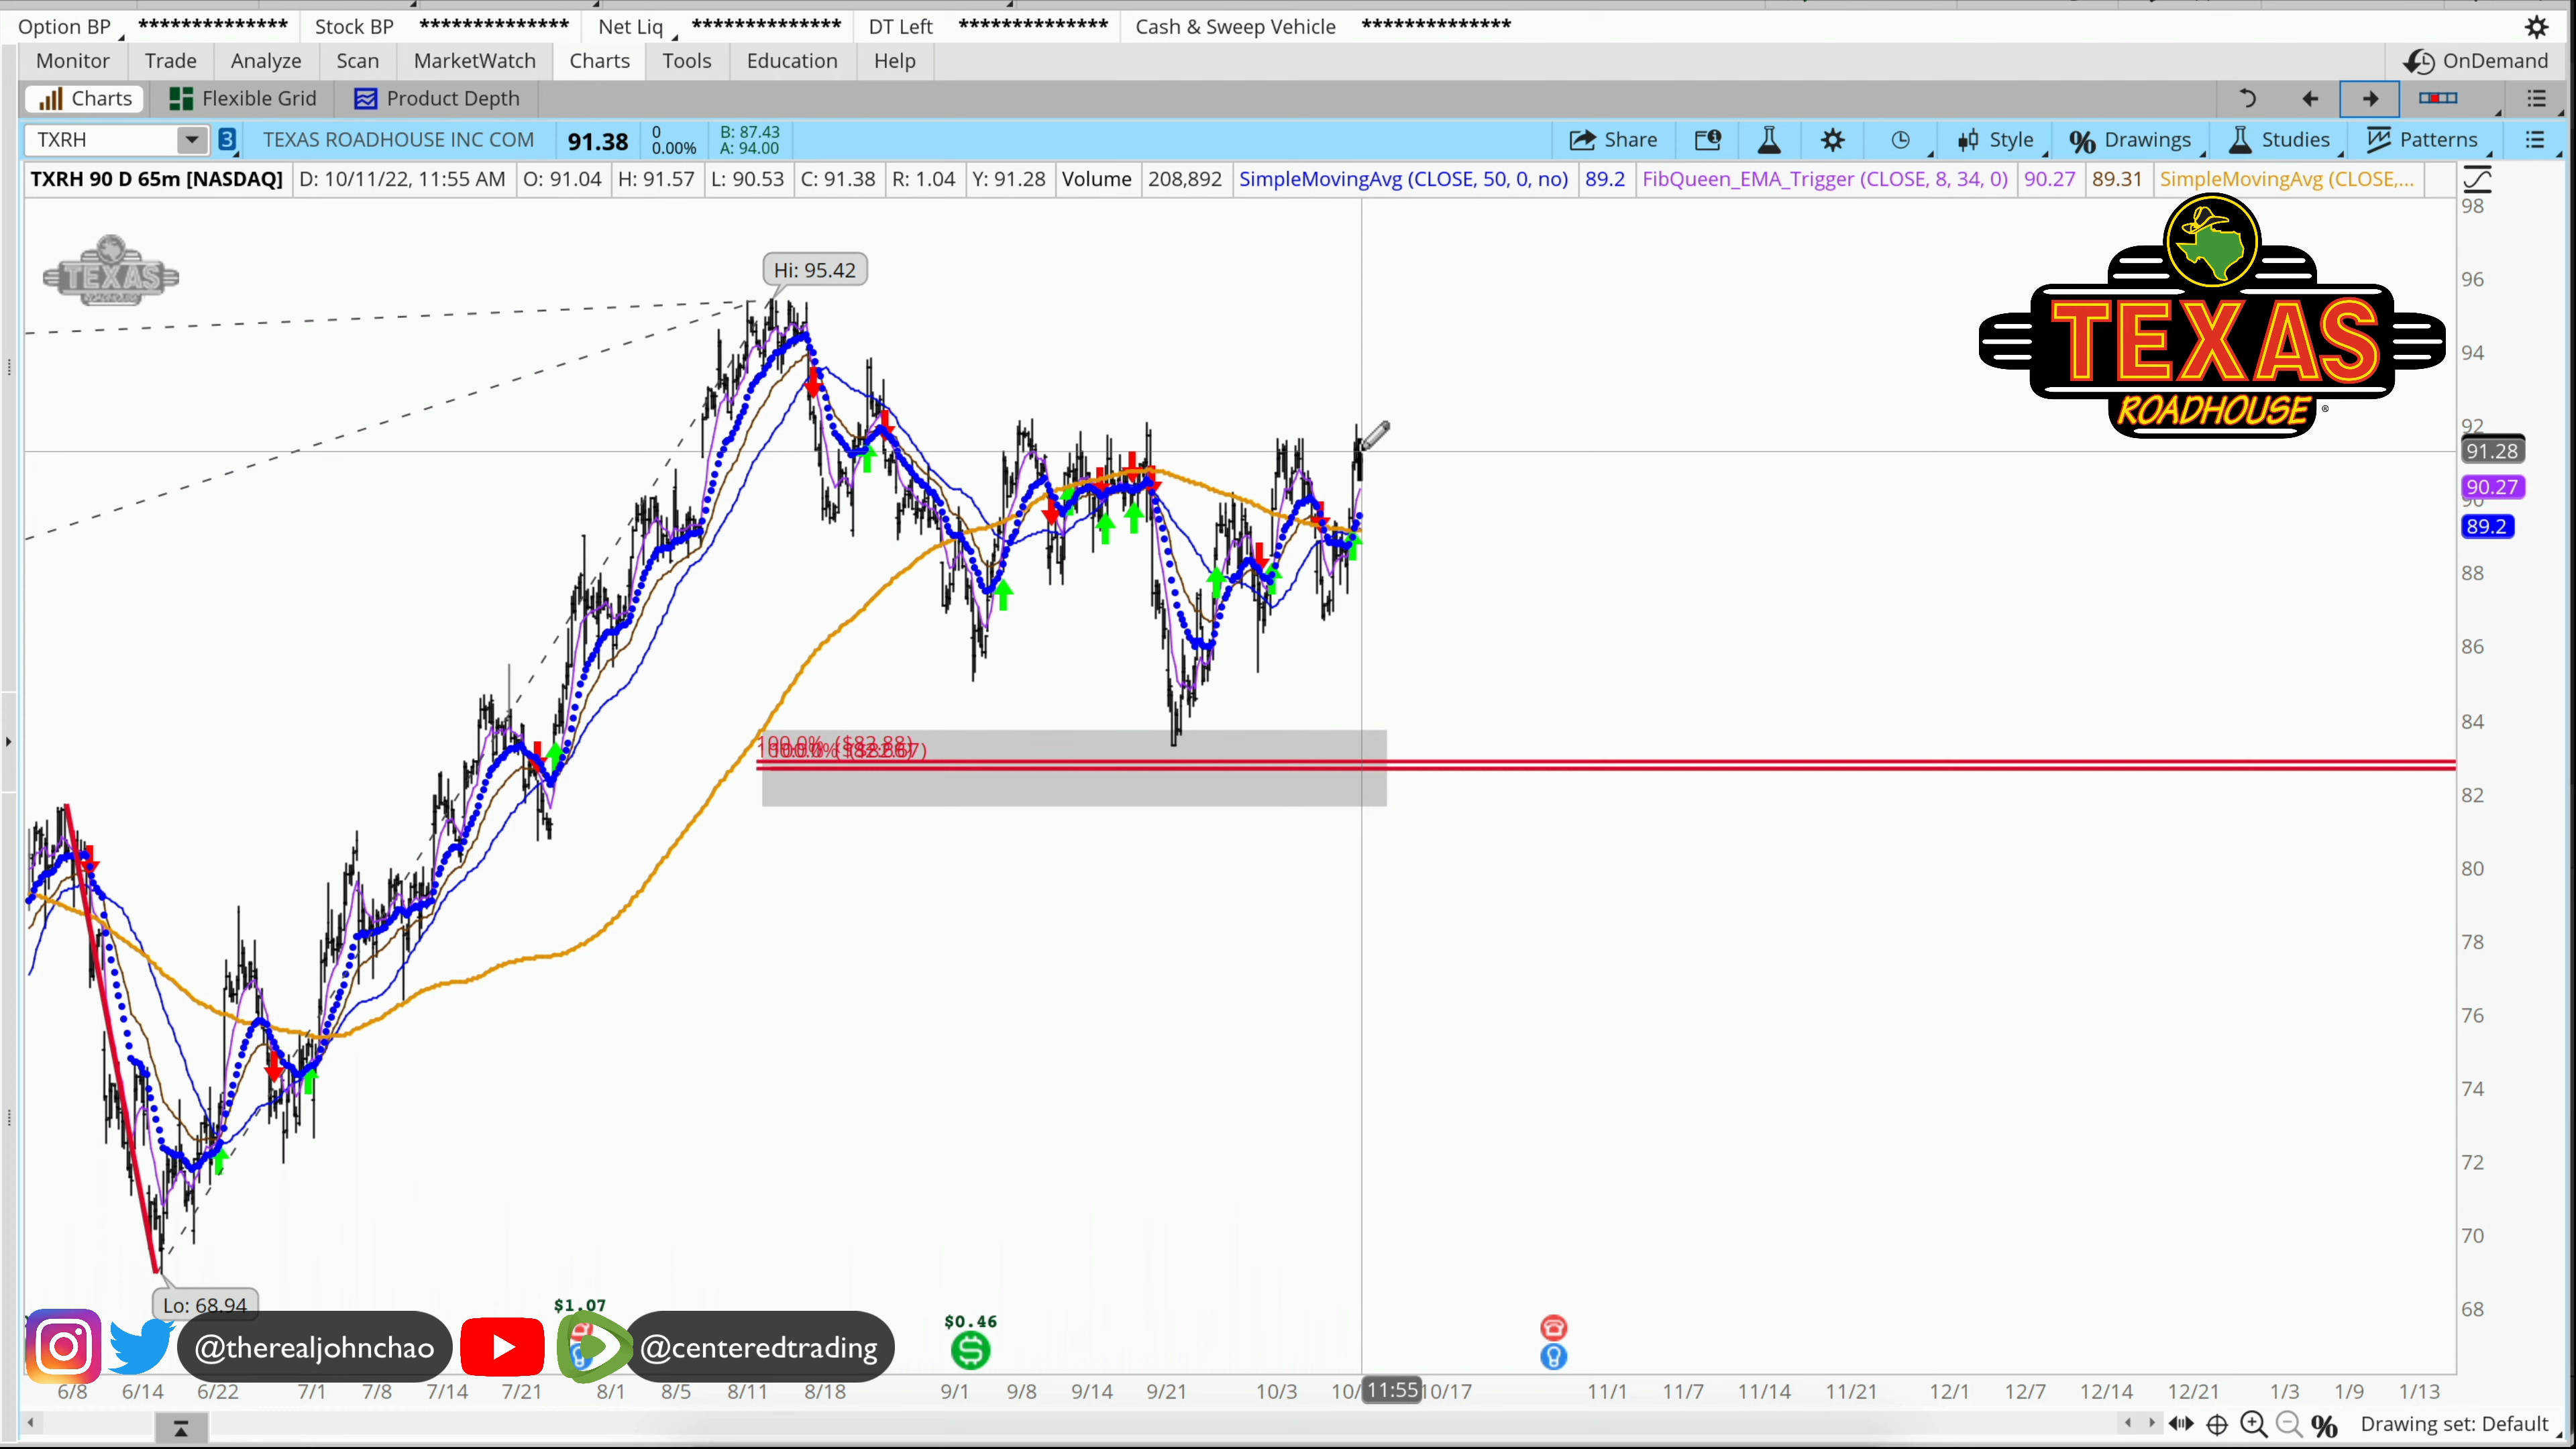 Option BP ************** Stock BP ************** Net Liq ************** DT Left ************** Cash & Sweep Vehicle **************
Monitor Trade Analyze Scan MarketWatch Charts Tools Education Help OnDemand
Charts Flexible Grid Product Depth
TXRH 3 TEXAS ROADHOUSE INC COM 91.38 0 0.00% B: 87.43 A: 94.00 Share Style % Drawings Studies Patterns
TXRH 90 D 65m [NASDAQ] D: 10/11/22, 11:55 AM O: 91.04 H: 91.57 L: 90.53 C: 91.38 R: 1.04 Y: 91.28 Volume 208,892 SimpleMovingAvg (CLOSE, 50, 0, no) 89.2 FibQueen_EMA_Trigger (CLOSE, 8, 34, 0) 90.27 89.31 SimpleMovingAvg (CLOSE,...
98
TEXAS
ROADHOUSE
Hi: 95.42
96
TEXAS
ROADHOUSE ®
94
92
91.28
90.27
90
89.2
88
86
84
100.0% ($82.88)
82
80
78
76
74
72
70
Lo: 68.94
68
$1.07
$0.46
@therealjohnchao @centeredtrading
6/8 6/14 6/22 7/1 7/8 7/14 7/21 8/1 8/5 8/11 8/18 9/1 9/8 9/14 9/21 10/3 10/ 11:55 10/17 11/1 11/7 11/14 11/21 12/1 12/7 12/14 12/21 1/3 1/9 1/13
% Drawing set: Default